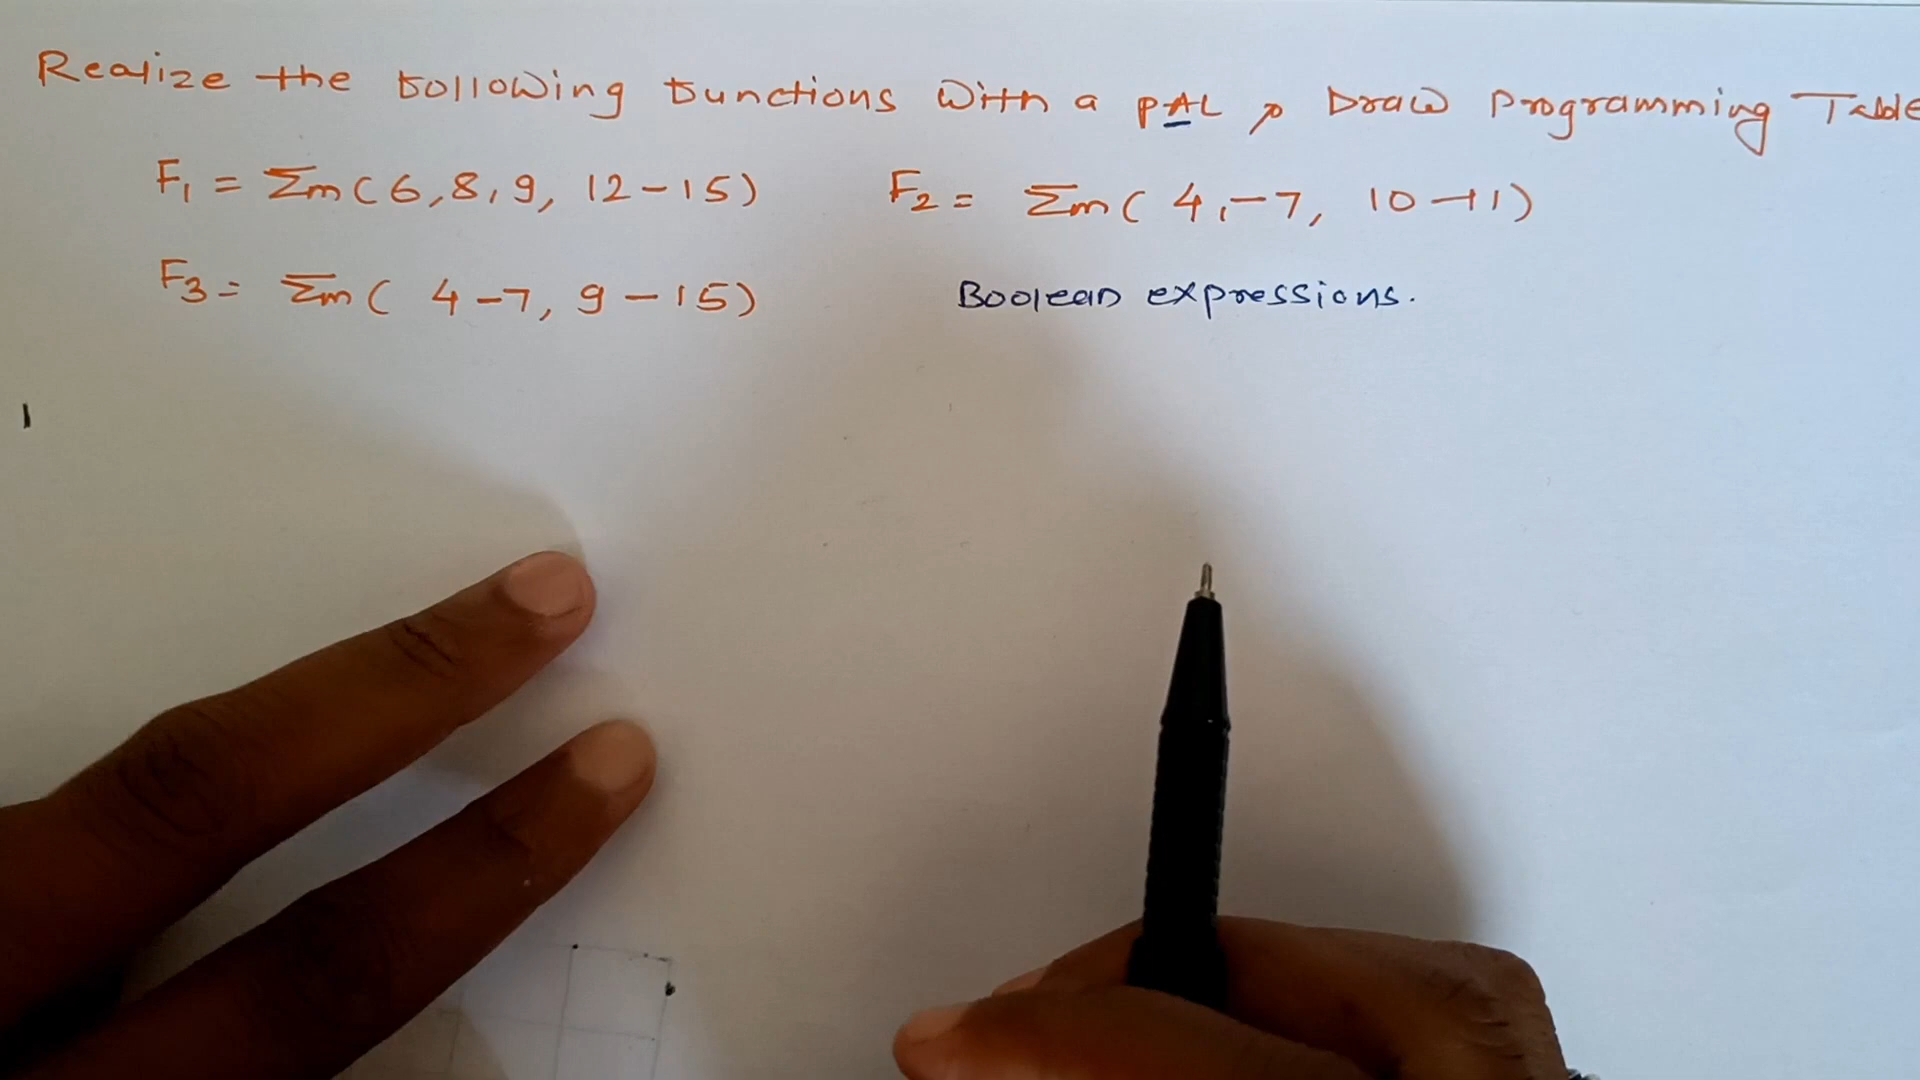 Realize the following functions with a PAL, Draw Programming Table
F1 = Σm(6,8,9, 12-15) F2 = Σm( 4,-7, 10-11)
F3 = Σm( 4-7, 9-15) Boolean expressions.